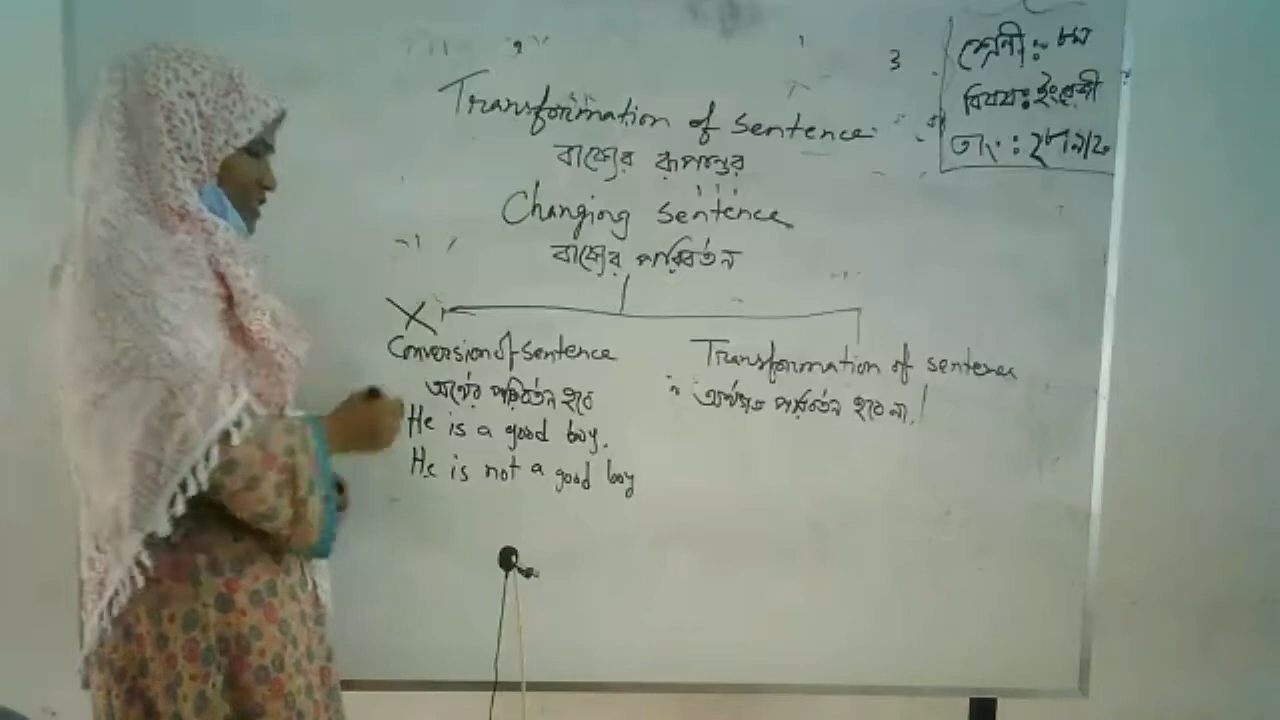 Transformation of sentence
বাক্যের রূপান্তর
Changing sentence
বাক্যের পরিবর্তন
শ্রেনী: ৮ম
বিষয়: ইংরেজী
তাং:
X
Conversion of sentence
অর্থের পরিবর্তন হবে
He is a good boy.
He is not a good boy
Transformation of sentence
অর্থগত পরিবর্তন হবে না।